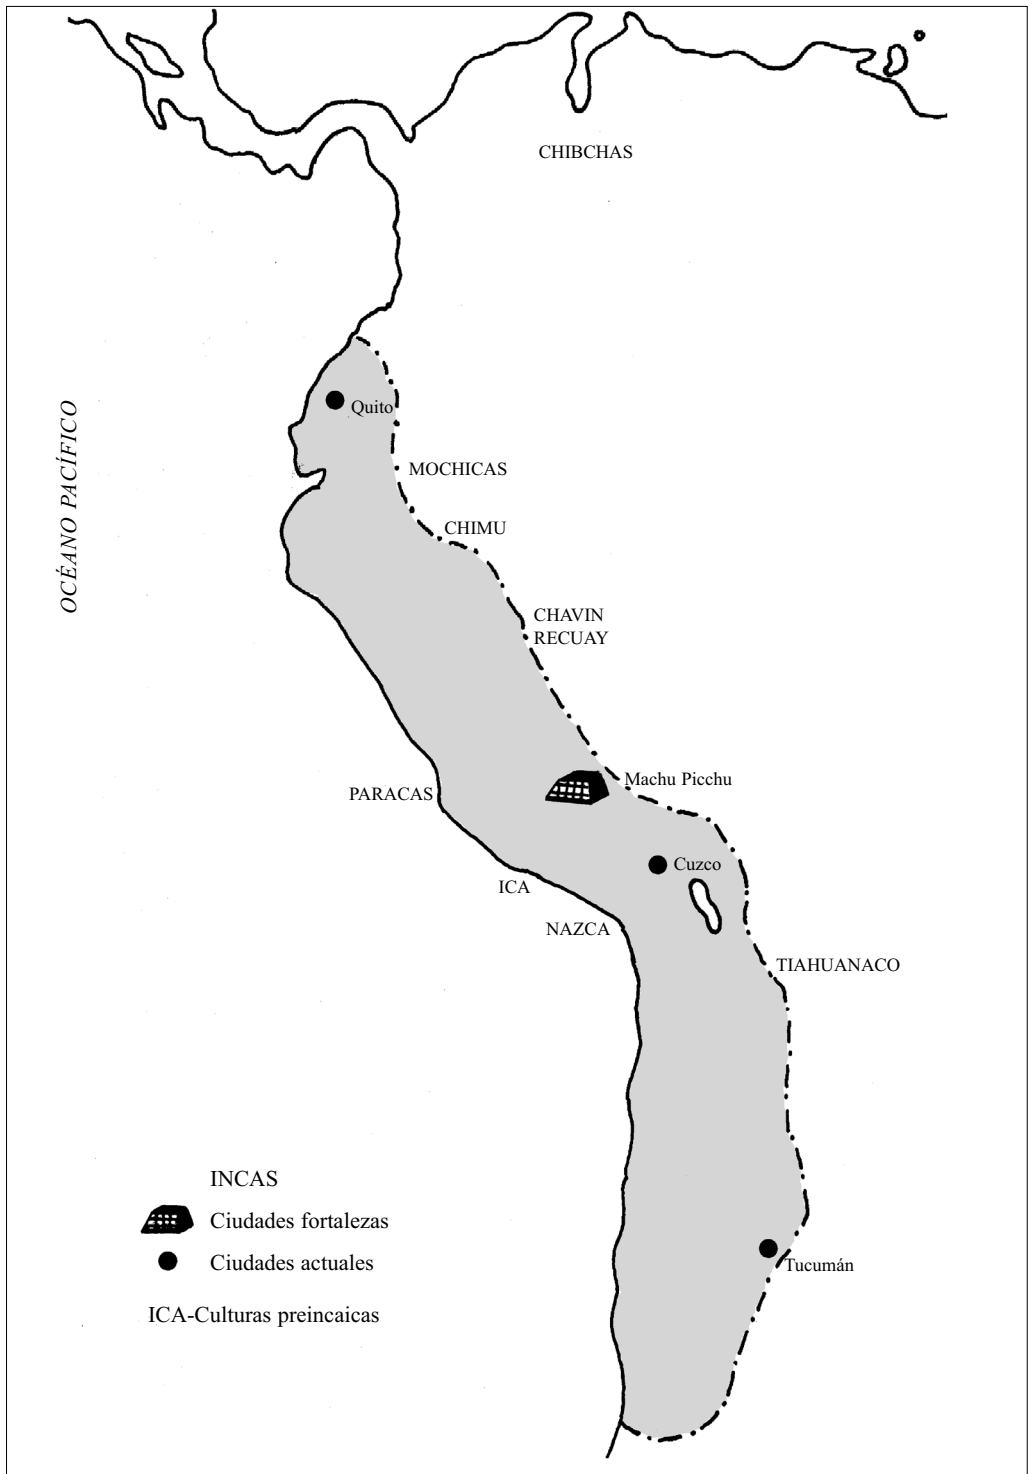 CHIBCHAS
OCÉANO PACÍFICO
Quito
MOCHICAS
CHIMU
CHAVIN
RECUAY
Machu Picchu
PARACAS
Cuzco
ICA
NAZCA
TIAHUANACO
INCAS
Ciudades fortalezas
Ciudades actuales
Tucumán
ICA-Culturas preincaicas